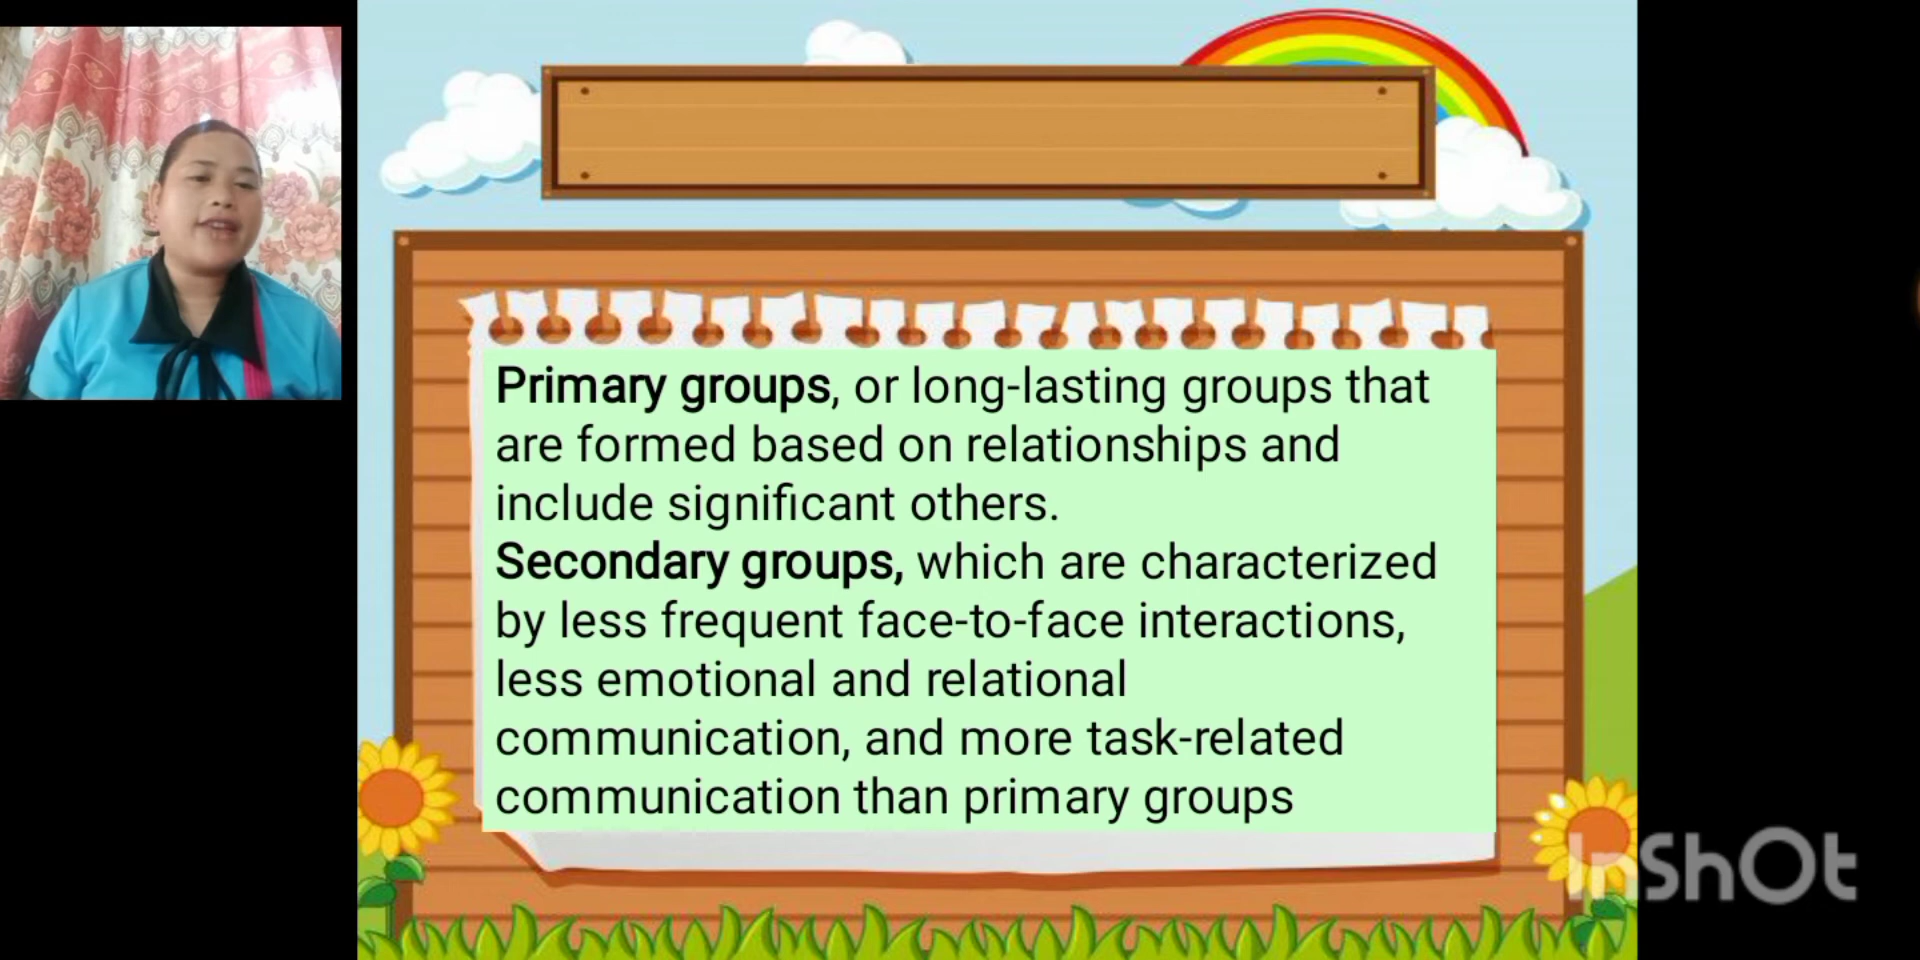 Primary groups, or long-lasting groups that
are formed based on relationships and
include significant others.
Secondary groups, which are characterized
by less frequent face-to-face interactions,
less emotional and relational
communication, and more task-related
communication than primary groups
InShOt